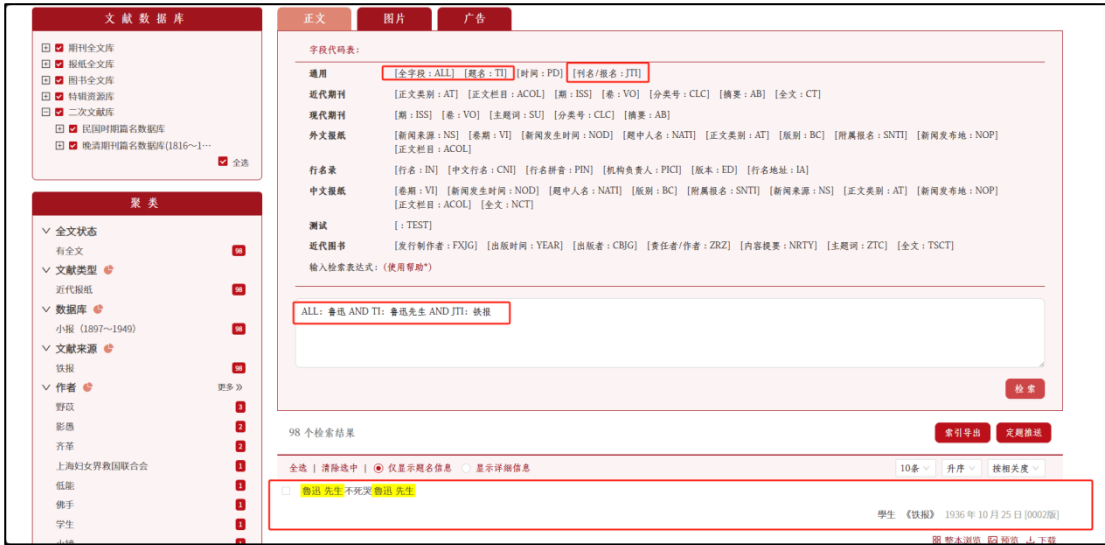 文献数据库
期刊全文库
报纸全文库
图书全文库
特辑资源库
二次文献库
民国时期篇名数据库
晚清期刊篇名数据库(1816～1···
全选
聚类
全文状态
有全文 98
文献类型
近代报纸 98
数据库
小报（1897～1949） 98
文献来源
铁报 98
作者 更多》
野苡 3
影愚 2
齐革 2
上海妇女界救国联合会 1
低能 1
佛手 1
学生 1
正文 图片 广告
字段代码表：
通用 [全字段：ALL] [题名：TI] [时间：PD] [刊名/报名：JTI]
近代期刊 [正文类别：AT] [正文栏目：ACOL] [期：ISS] [卷：VO] [分类号：CLC] [摘要：AB] [全文：CT]
现代期刊 [期：ISS] [卷：VO] [主题词：SU] [分类号：CLC] [摘要：AB]
外文报纸 [新闻来源：NS] [卷期：VI] [新闻发生时间：NOD] [题中人名：NATI] [正文类别：AT] [版别：BC] [附属报名：SNTI] [新闻发布地：NOP]
[正文栏目：ACOL]
行名录 [行名：IN] [中文行名：CNI] [行名拼音：PIN] [机构负责人：PICI] [版本：ED] [行名地址：IA]
中文报纸 [卷期：VI] [新闻发生时间：NOD] [题中人名：NATI] [版别：BC] [附属报名：SNTI] [新闻来源：NS] [正文类别：AT] [新闻发布地：NOP]
[正文栏目：ACOL] [全文：NCT]
测试 [：TEST]
近代图书 [发行制作者：FXJG] [出版时间：YEAR] [出版者：CBJG] [责任者/作者：ZRZ] [内容提要：NRTY] [主题词：ZTC] [全文：TSCT]
输入检索表达式：(使用帮助*)
ALL：鲁迅 AND TI：鲁迅先生 AND JTI：铁报
检索
98 个检索结果
索引导出 定题推送
全选 | 清除选中 | 仅显示题名信息 显示详细信息
10条 升序 按相关度
魯迅 先生不死哭魯迅 先生
學生 《铁报》 1936 年 10 月 25 日 [0002版]
整本浏览 预览 下载